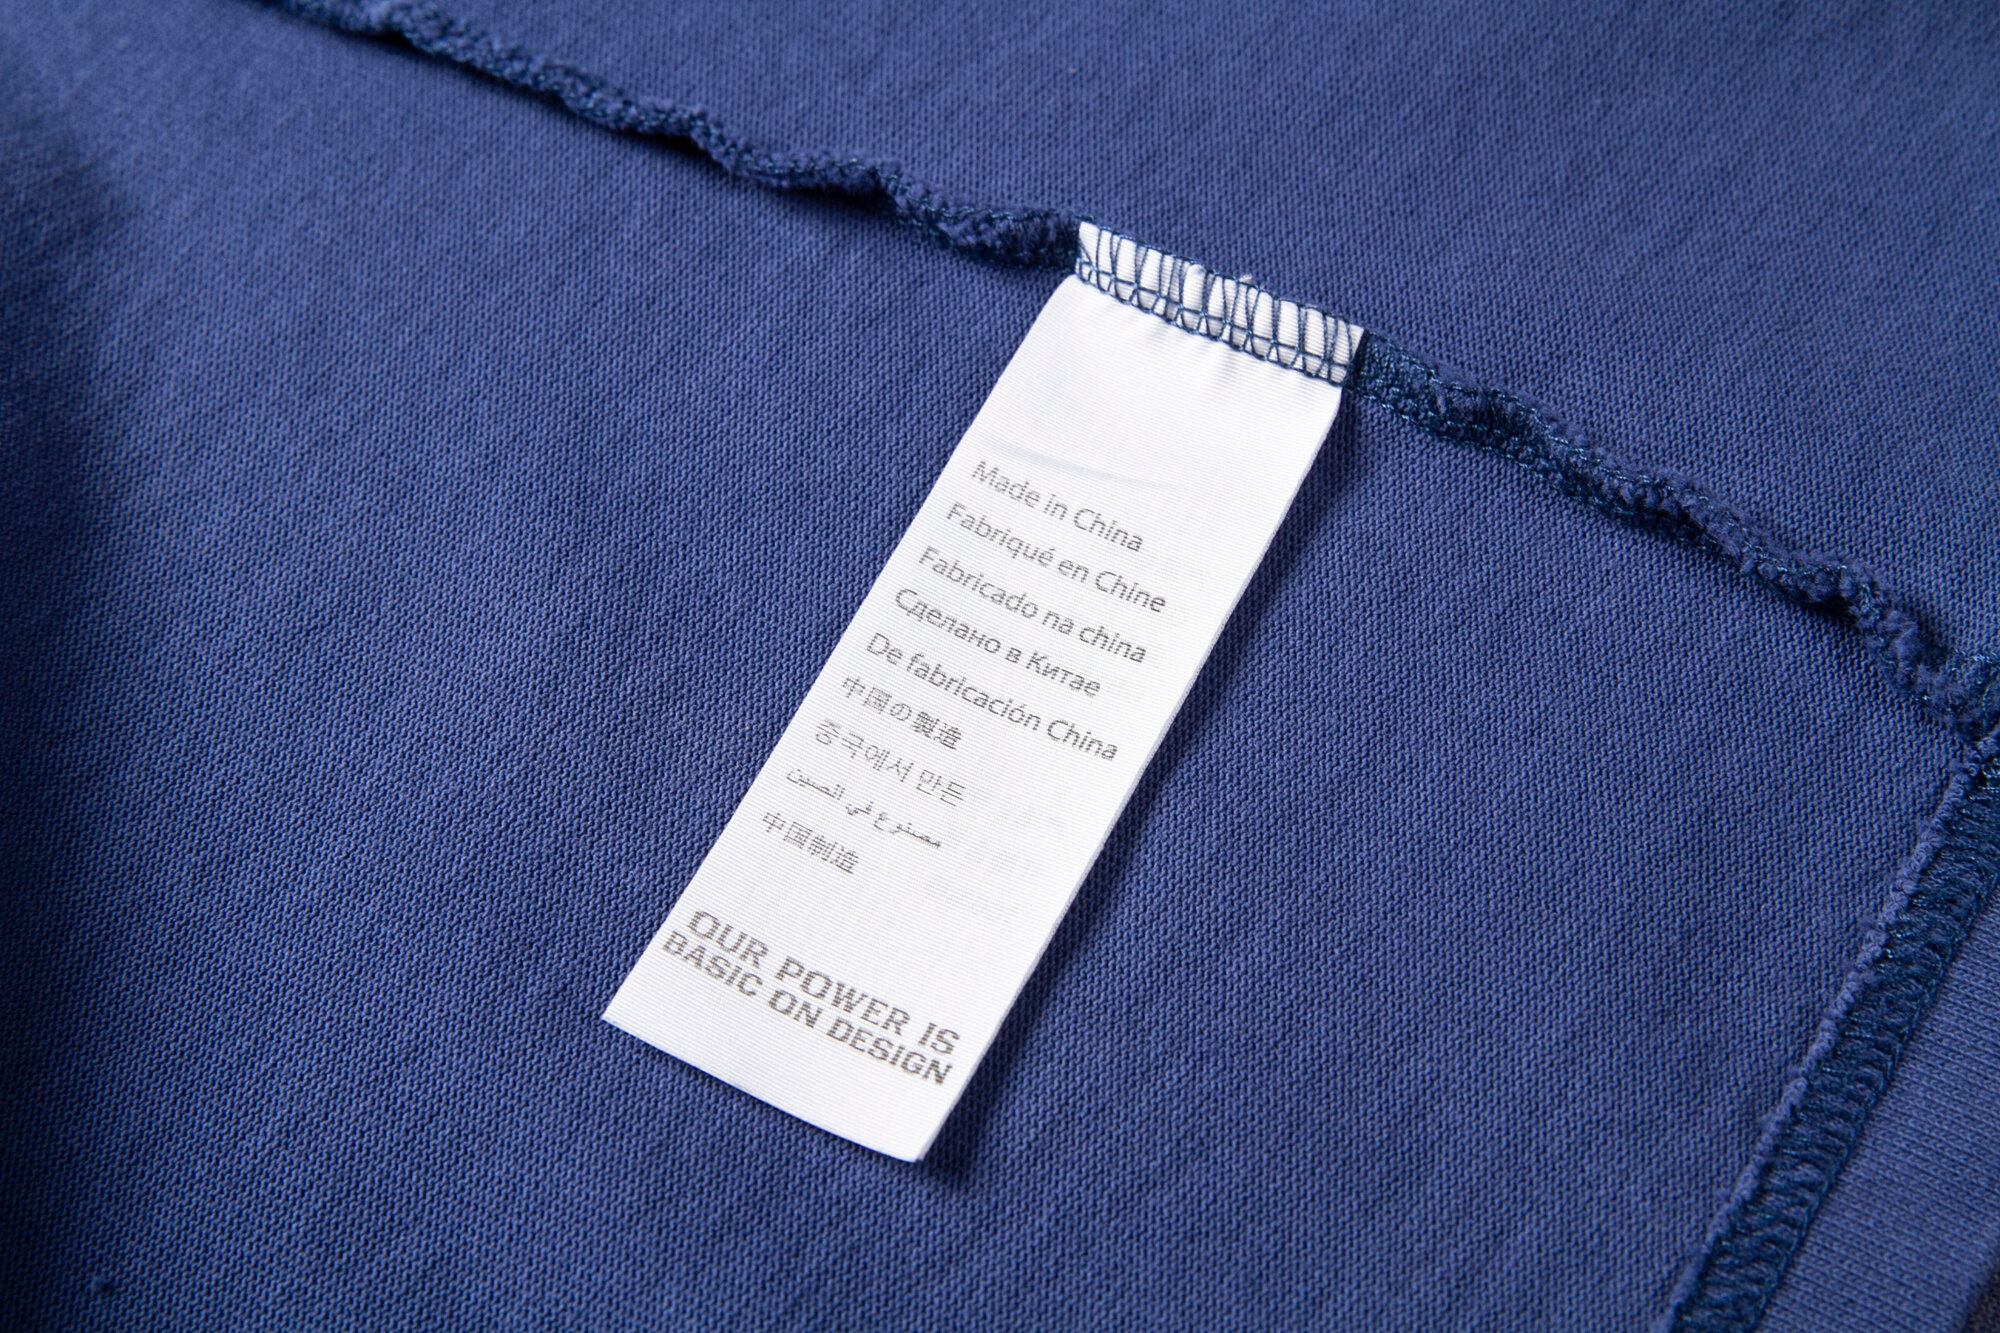 Made in China
Fabriqué en Chine
Fabricado na china
Сделано в Китае
De fabricación China
中国の製造
중국에서 만든
مصنوع في الصين
中国制造
OUR POWER IS
BASIC ON DESIGN